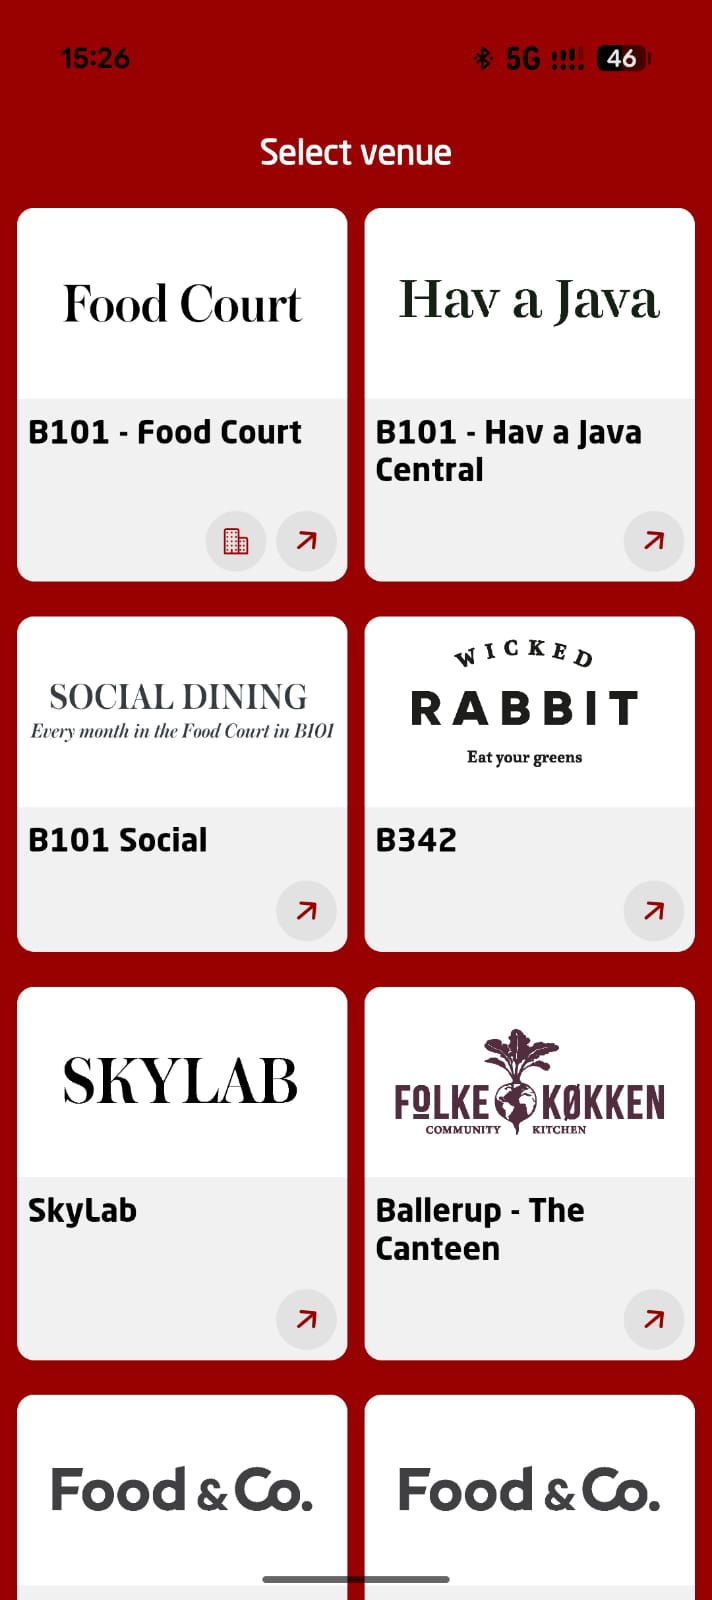 15:26
5G
46
Select venue
Food Court
Hav a Java
B101 - Food Court
B101 - Hav a Java
Central
SOCIAL DINING
Every month in the Food Court in B101
WICKED
RABBIT
Eat your greens
B101 Social
B342
SKYLAB
FOLKE KØKKEN
COMMUNITY KITCHEN
SkyLab
Ballerup - The
Canteen
Food & Co.
Food & Co.